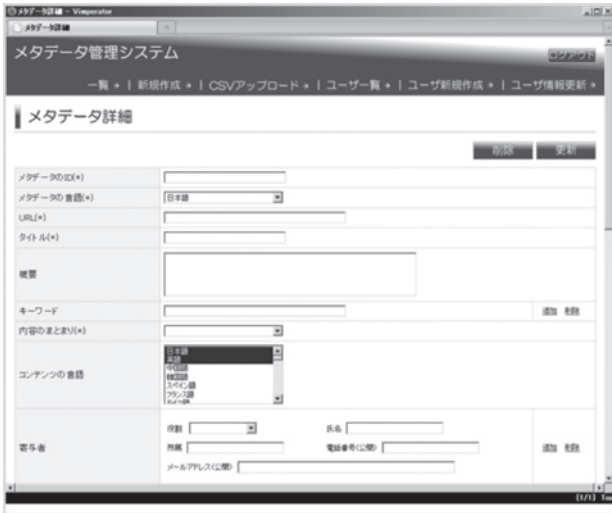 メタデータ詳細 - Vimperator
メタデータ詳細
メタデータ管理システム
ログアウト
一覧 | 新規作成 | CSVアップロード | ユーザー覧 | ユーザ新規作成 | ユーザ情報更新
メタデータ詳細
削除 更新
メタデータのID(*)
メタデータの言語(*) 日本語
URL(*)
タイトル(*)
概要
キーワード 追加 削除
内容のまとまり(*)
コンテンツの言語 日本語
英語
中国語
韓国語
スペイン語
フランス語
ドイツ語
寄与者 役割 氏名
所属 電話番号(公開) 追加 削除
メールアドレス(公開)
[1/1] Top